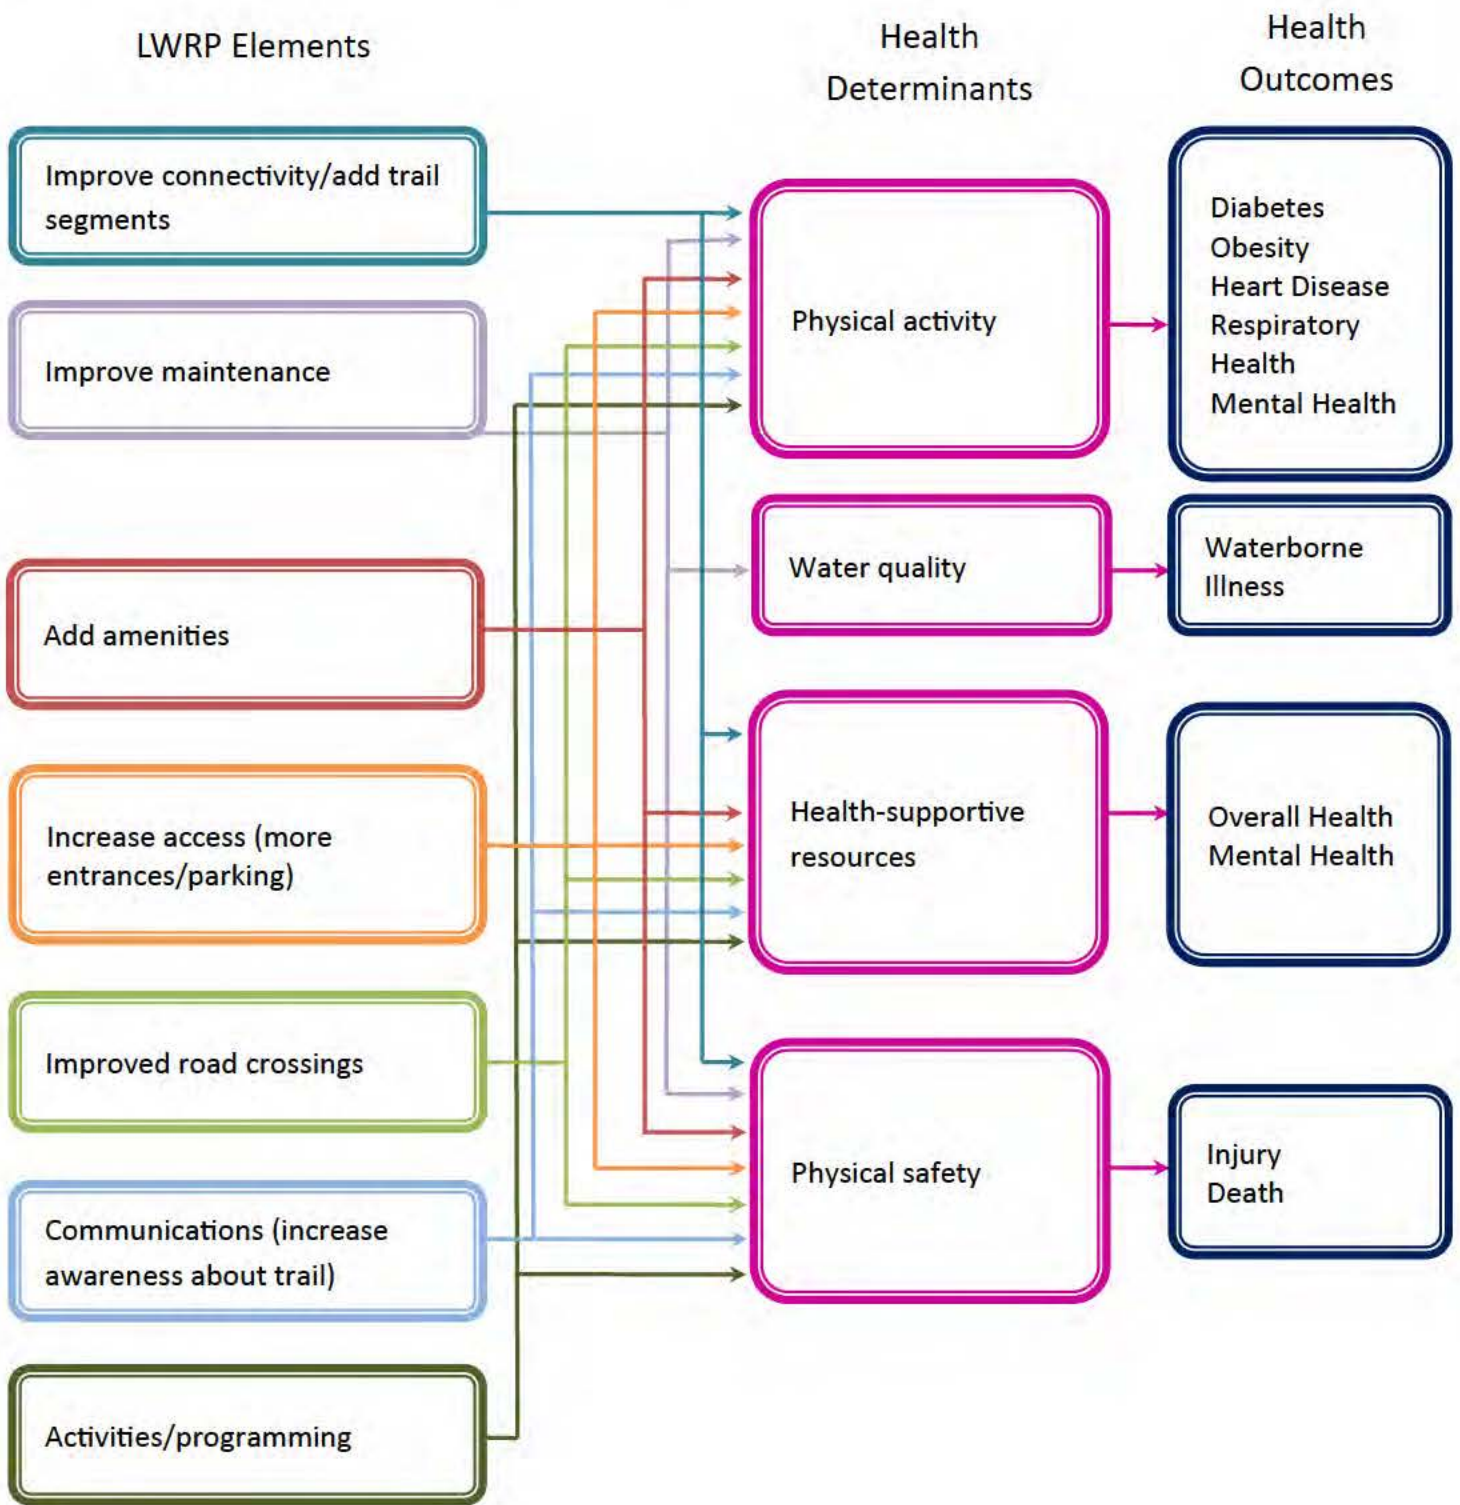 LWRP Elements
Health
Determinants
Health
Outcomes
Improve connectivity/add trail
segments
Improve maintenance
Add amenities
Increase access (more
entrances/parking)
Improved road crossings
Communications (increase
awareness about trail)
Activities/programming
Physical activity
Water quality
Health-supportive
resources
Physical safety
Diabetes
Obesity
Heart Disease
Respiratory
Health
Mental Health
Waterborne
Illness
Overall Health
Mental Health
Injury
Death